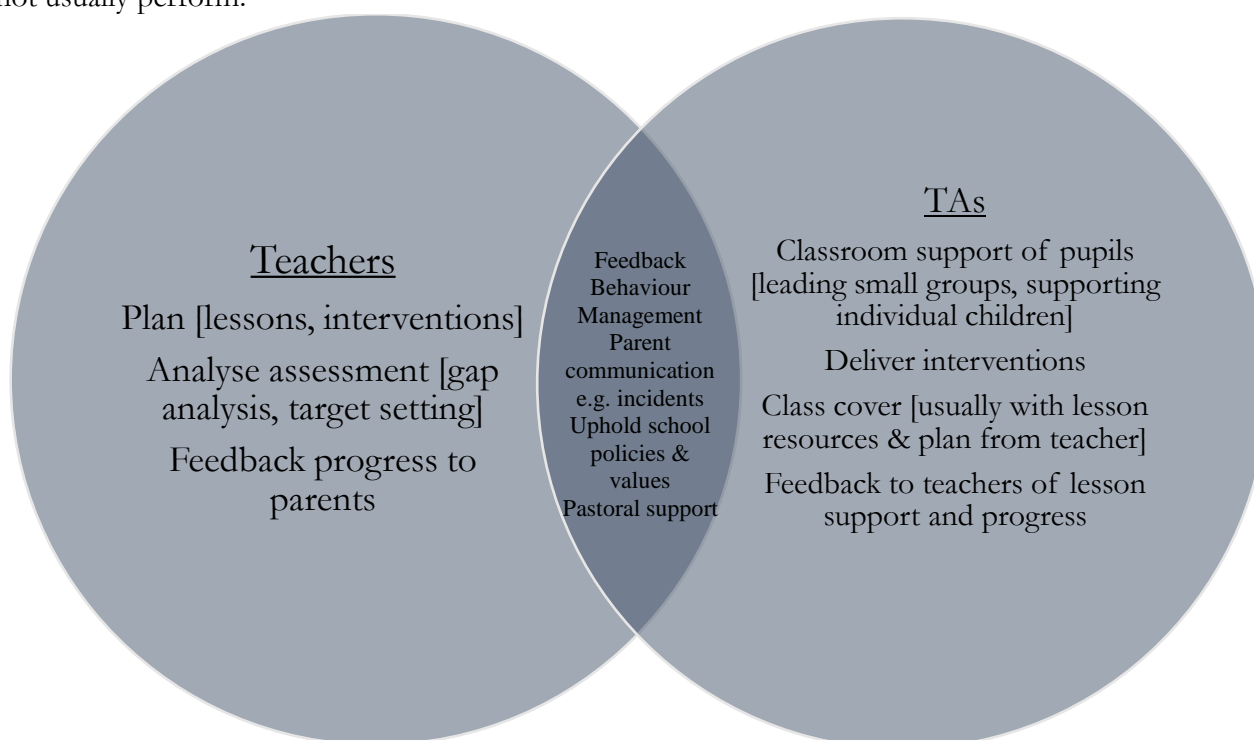 not usually perform.
Teachers
Plan [lessons, interventions]
Analyse assessment [gap
analysis, target setting]
Feedback progress to
parents
Feedback
Behaviour
Management
Parent
communication
e.g. incidents
Uphold school
policies &
values
Pastoral support
TAs
Classroom support of pupils
[leading small groups, supporting
individual children]
Deliver interventions
Class cover [usually with lesson
resources & plan from teacher]
Feedback to teachers of lesson
support and progress